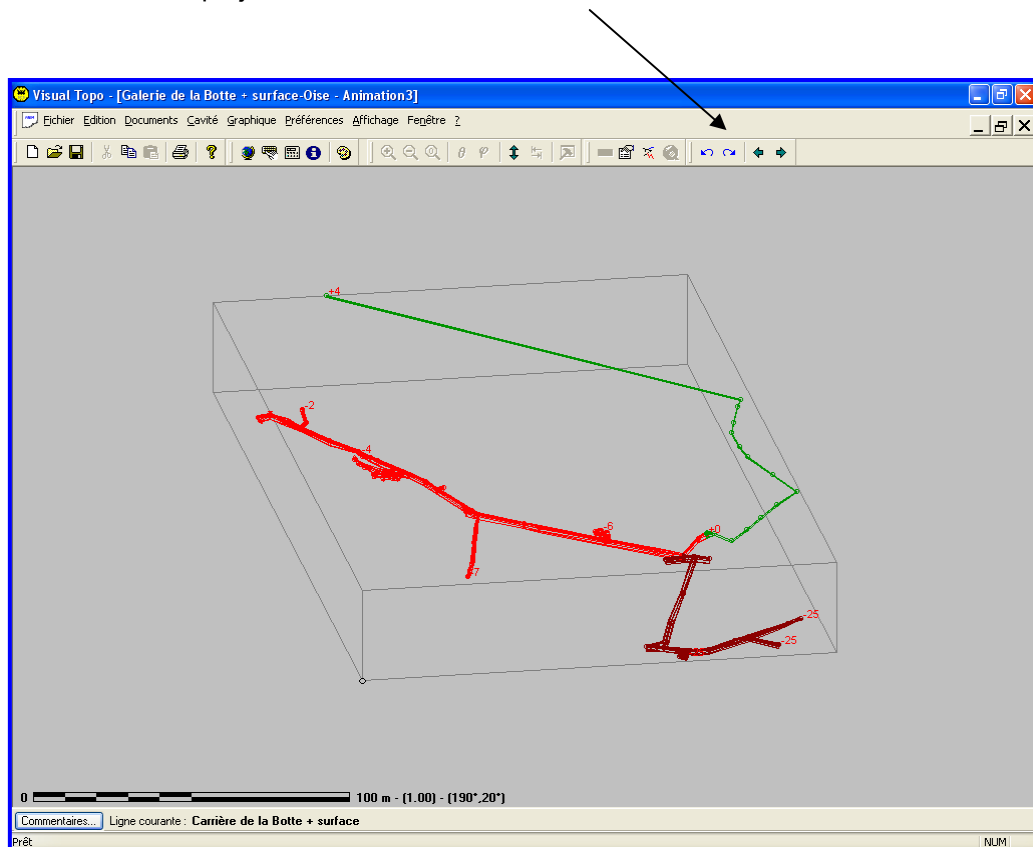 Visual Topo - [Galerie de la Botte + surface-Oise - Animation3]
Fichier Edition Documents Cavité Graphique Préférences Affichage Fenêtre ?
θ φ
+4
-2
-4
-6
+0
-7
-25
-25
0 100 m - (1.00) - (190°,20°)
Commentaires... Ligne courante : Carrière de la Botte + surface
Prêt NUM